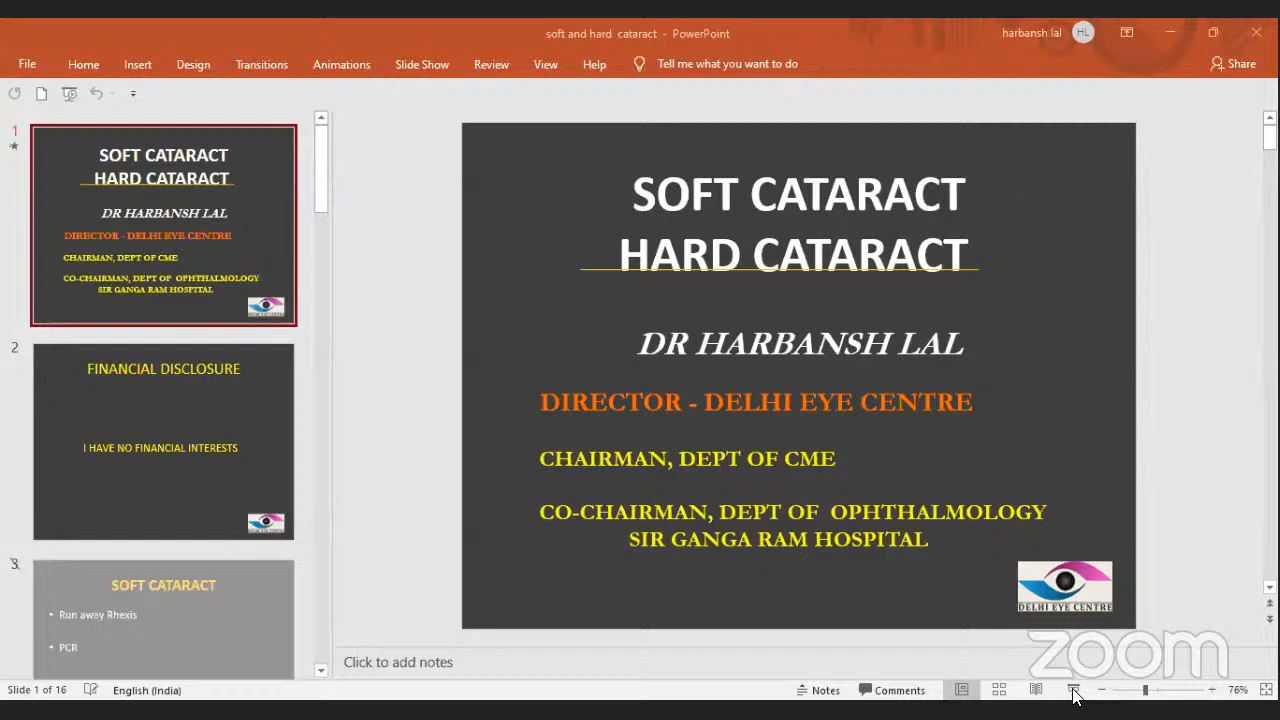 soft and hard cataract - PowerPoint
harbansh lal HL
File Home Insert Design Transitions Animations Slide Show Review View Help Tell me what you want to do Share
1
SOFT CATARACT
HARD CATARACT
DR HARBANSH LAL
DIRECTOR - DELHI EYE CENTRE
CHAIRMAN, DEPT OF CME
CO-CHAIRMAN, DEPT OF OPHTHALMOLOGY
SIR GANGA RAM HOSPITAL
2
FINANCIAL DISCLOSURE
I HAVE NO FINANCIAL INTERESTS
3
SOFT CATARACT
• Run away Rhexis
• PCR
SOFT CATARACT
HARD CATARACT
DR HARBANSH LAL
DIRECTOR - DELHI EYE CENTRE
CHAIRMAN, DEPT OF CME
CO-CHAIRMAN, DEPT OF OPHTHALMOLOGY
SIR GANGA RAM HOSPITAL
DELHI EYE CENTRE
Click to add notes
zoom
Slide 1 of 16 English (India) Notes Comments 76%